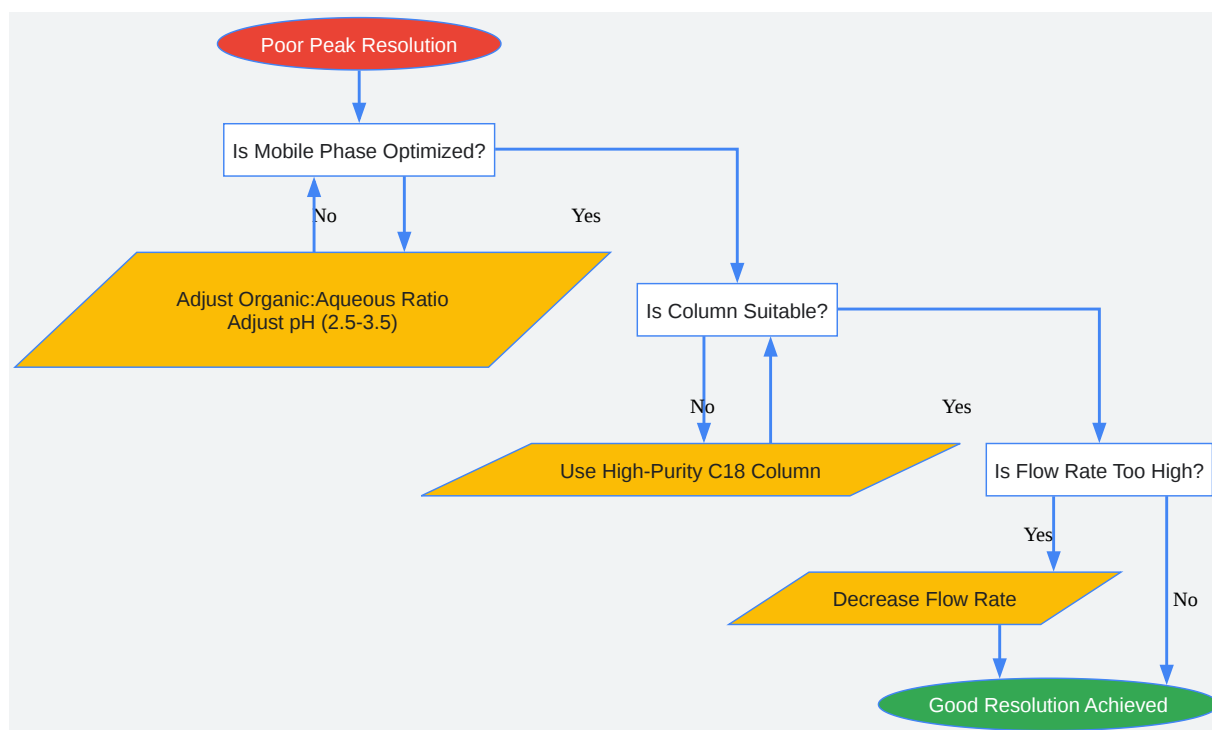 Poor Peak Resolution
Is Mobile Phase Optimized?
No
Yes
Adjust Organic:Aqueous Ratio
Adjust pH (2.5-3.5)
Is Column Suitable?
No
Yes
Use High-Purity C18 Column
Is Flow Rate Too High?
Yes
Decrease Flow Rate
No
Good Resolution Achieved